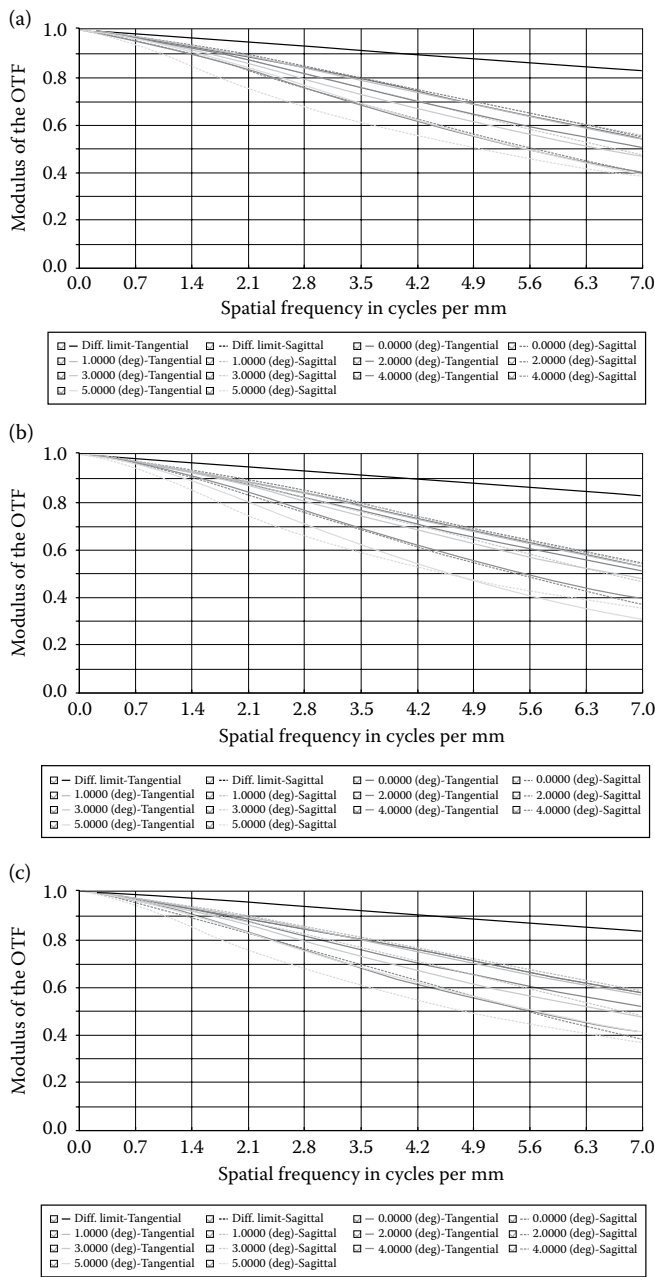 (a)
1.0
0.8
0.6
0.4
0.2
0.0
Modulus of the OTF
0.0 0.7 1.4 2.1 2.8 3.5 4.2 4.9 5.6 6.3 7.0
Spatial frequency in cycles per mm
Diff. limit-Tangential Diff. limit-Sagittal 0.0000 (deg)-Tangential 0.0000 (deg)-Sagittal
1.0000 (deg)-Tangential 1.0000 (deg)-Sagittal 2.0000 (deg)-Tangential 2.0000 (deg)-Sagittal
3.0000 (deg)-Tangential 3.0000 (deg)-Sagittal 4.0000 (deg)-Tangential 4.0000 (deg)-Sagittal
5.0000 (deg)-Tangential 5.0000 (deg)-Sagittal
(b)
1.0
0.8
0.6
0.4
0.2
0.0
Modulus of the OTF
0.0 0.7 1.4 2.1 2.8 3.5 4.2 4.9 5.6 6.3 7.0
Spatial frequency in cycles per mm
Diff. limit-Tangential Diff. limit-Sagittal 0.0000 (deg)-Tangential 0.0000 (deg)-Sagittal
1.0000 (deg)-Tangential 1.0000 (deg)-Sagittal 2.0000 (deg)-Tangential 2.0000 (deg)-Sagittal
3.0000 (deg)-Tangential 3.0000 (deg)-Sagittal 4.0000 (deg)-Tangential 4.0000 (deg)-Sagittal
5.0000 (deg)-Tangential 5.0000 (deg)-Sagittal
(c)
1.0
0.8
0.6
0.4
0.2
0.0
Modulus of the OTF
0.0 0.7 1.4 2.1 2.8 3.5 4.2 4.9 5.6 6.3 7.0
Spatial frequency in cycles per mm
Diff. limit-Tangential Diff. limit-Sagittal 0.0000 (deg)-Tangential 0.0000 (deg)-Sagittal
1.0000 (deg)-Tangential 1.0000 (deg)-Sagittal 2.0000 (deg)-Tangential 2.0000 (deg)-Sagittal
3.0000 (deg)-Tangential 3.0000 (deg)-Sagittal 4.0000 (deg)-Tangential 4.0000 (deg)-Sagittal
5.0000 (deg)-Tangential 5.0000 (deg)-Sagittal